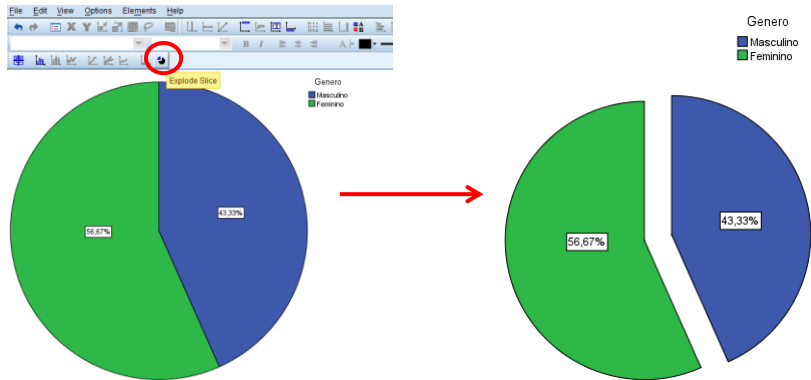 File Edit View Options Elements Help
B I
A
Explode Slice
Genero
Masculino
Feminino
43,33%
56,67%
Genero
Masculino
Feminino
43,33%
56,67%